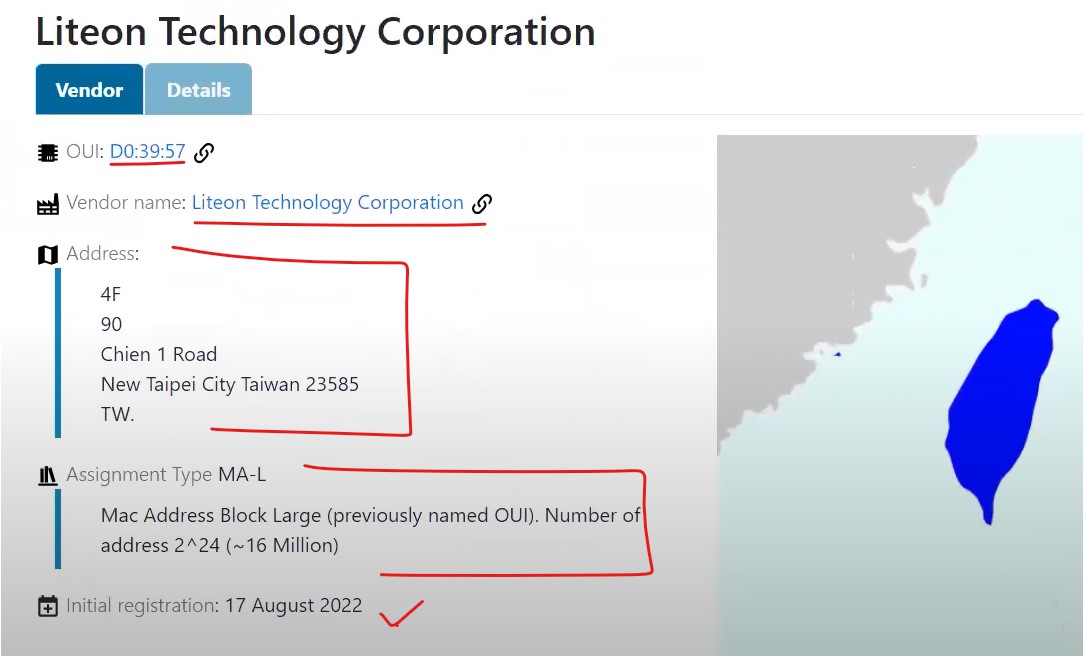 Liteon Technology Corporation
Vendor
Details
OUI: D0:39:57
Vendor name: Liteon Technology Corporation
Address:
4F
90
Chien 1 Road
New Taipei City Taiwan 23585
TW.
Assignment Type MA-L
Mac Address Block Large (previously named OUI). Number of
address 2^24 (~16 Million)
Initial registration: 17 August 2022